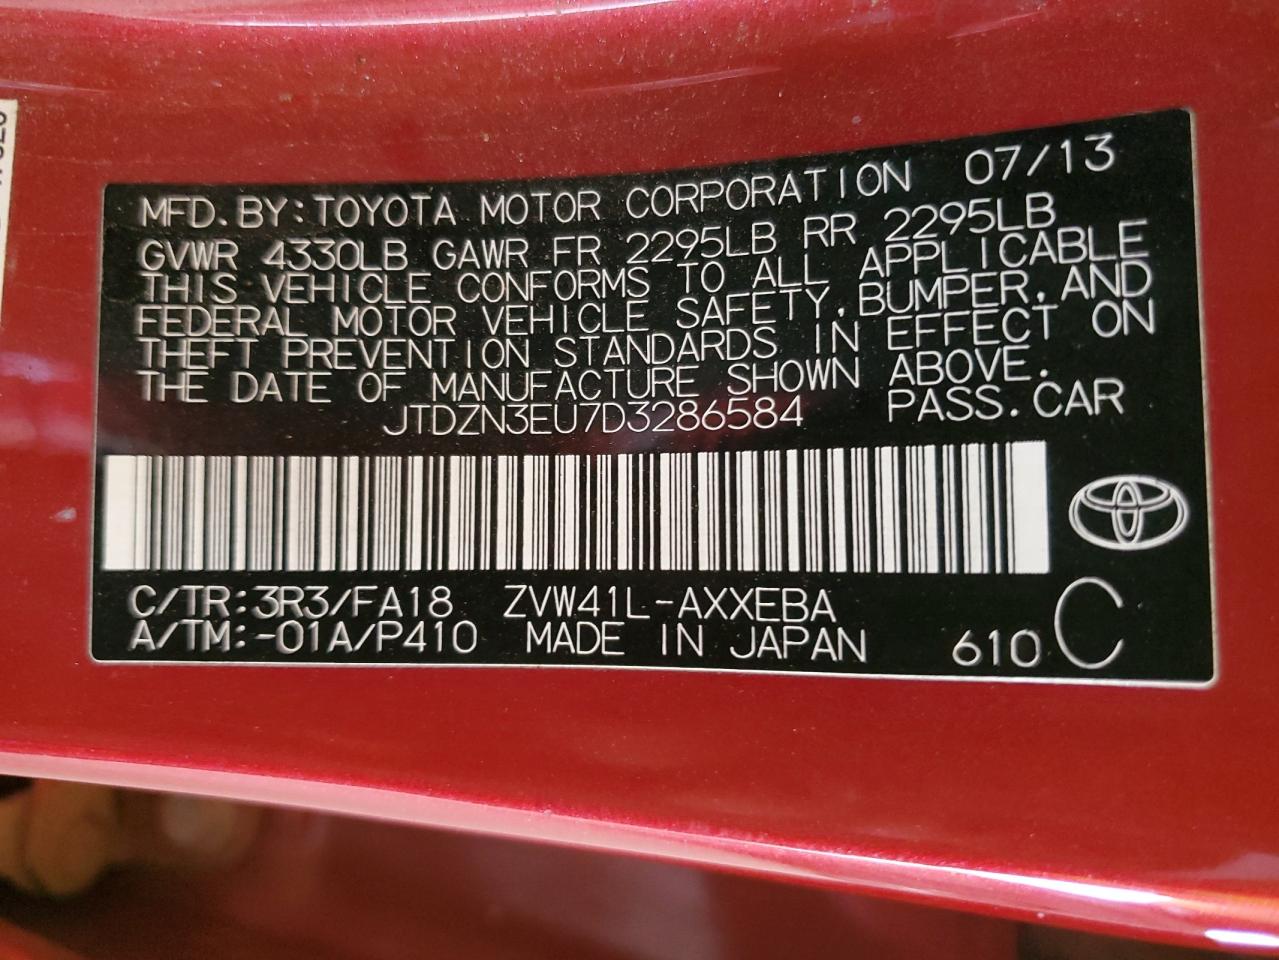 MFD.BY:TOYOTA MOTOR CORPORATION 07/13
GVWR 4330LB GAWR FR 2295LB RR 2295LB
THIS VEHICLE CONFORMS TO ALL APPLICABLE
FEDERAL MOTOR VEHICLE SAFETY,BUMPER,AND
THEFT PREVENTION STANDARDS IN EFFECT ON
THE DATE OF MANUFACTURE SHOWN ABOVE.
JTDZN3EU7D3286584 PASS.CAR
C/TR:3R3/FA18 ZVW41L-AXXEBA
A/TM:-01A/P410 MADE IN JAPAN 610 C